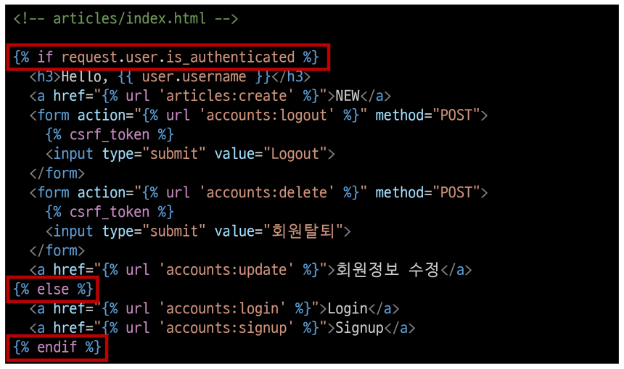 <!-- articles/index.html -->
{% if request.user.is_authenticated %}
<h3>Hello, {{ user.username }}</h3>
<a href="{% url 'articles:create' %}">NEW</a>
<form action="{% url 'accounts:logout' %}" method="POST">
{% csrf_token %}
<input type="submit" value="Logout">
</form>
<form action="{% url 'accounts:delete' %}" method="POST">
{% csrf_token %}
<input type="submit" value="회원탈퇴">
</form>
<a href="{% url 'accounts:update' %}">회원정보 수정</a>
{% else %}
<a href="{% url 'accounts:login' %}">Login</a>
<a href="{% url 'accounts:signup' %}">Signup</a>
{% endif %}